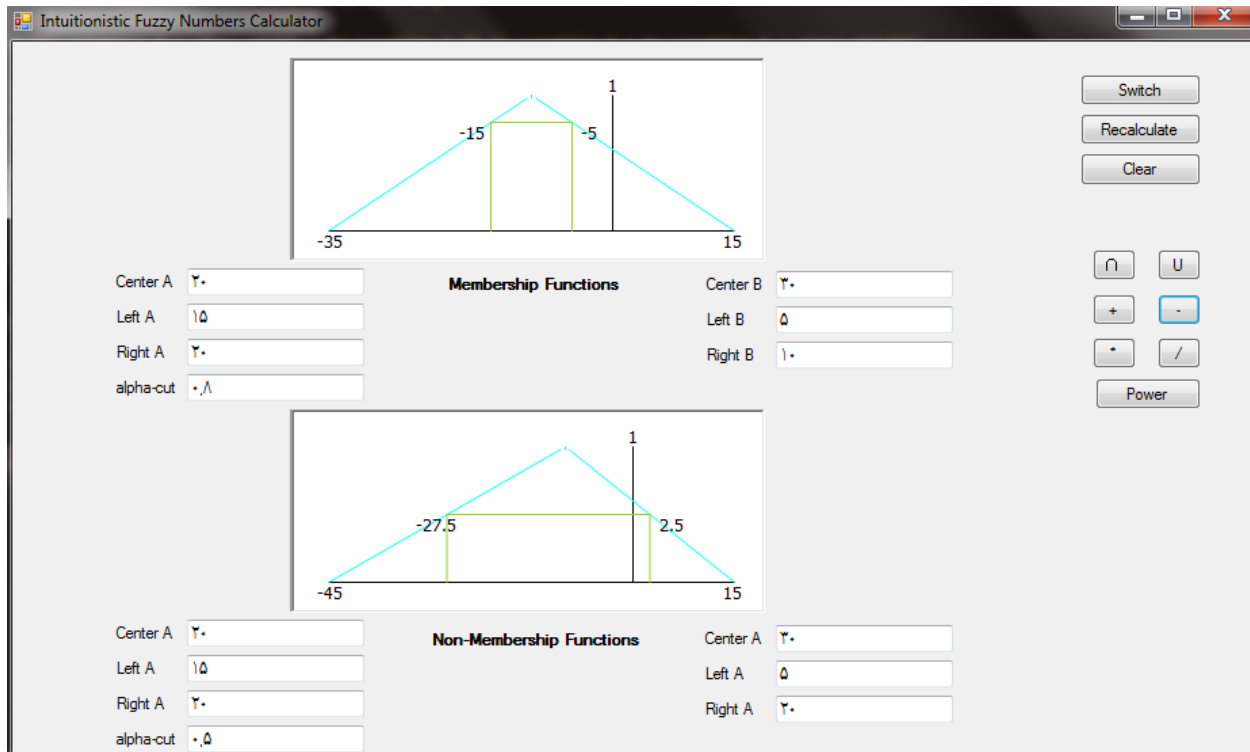 Intuitionistic Fuzzy Numbers Calculator
1
-15
-5
-35
15
Switch
Recalculate
Clear
∩
U
+
-
*
/
Power
Center A ۲۰
Left A ۱۵
Right A ۲۰
alpha-cut ۰,۸
Membership Functions
Center B ۳۰
Left B ۵
Right B ۱۰
1
-27.5
2.5
-45
15
Center A ۲۰
Left A ۱۵
Right A ۲۰
alpha-cut ۰,۵
Non-Membership Functions
Center A ۳۰
Left A ۵
Right A ۲۰